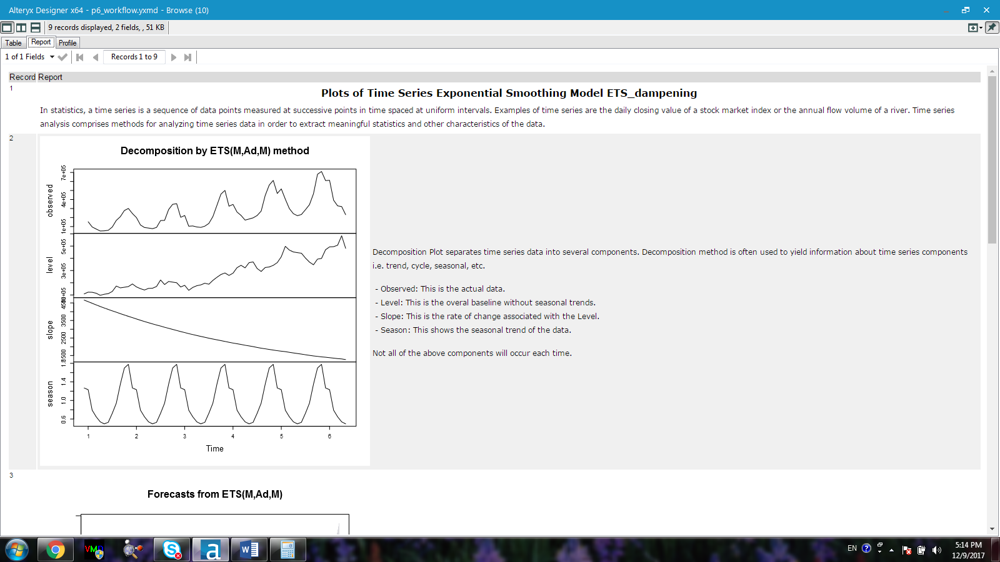 Alteryx Designer x64 - p6_workflow.yxmd - Browse (10)
9 records displayed, 2 fields, , 51 KB
Table Report Profile
1 of 1 Fields Records 1 to 9
Record Report
1
Plots of Time Series Exponential Smoothing Model ETS_dampening
In statistics, a time series is a sequence of data points measured at successive points in time spaced at uniform intervals. Examples of time series are the daily closing value of a stock market index or the annual flow volume of a river. Time series
analysis comprises methods for analyzing time series data in order to extract meaningful statistics and other characteristics of the data.
2
Decomposition by ETS(M,Ad,M) method
observed
7e+05
4e+05
1e+05
level
5e+05
3e+05
slope
4500
3500
2500
season
1.4
1.0
0.6
1 2 3 4 5 6
Time
Decomposition Plot separates time series data into several components. Decomposition method is often used to yield information about time series components
i.e. trend, cycle, seasonal, etc.
- Observed: This is the actual data.
- Level: This is the overal baseline without seasonal trends.
- Slope: This is the rate of change associated with the Level.
- Season: This shows the seasonal trend of the data.
Not all of the above components will occur each time.
3
Forecasts from ETS(M,Ad,M)
EN
5:14 PM
12/9/2017